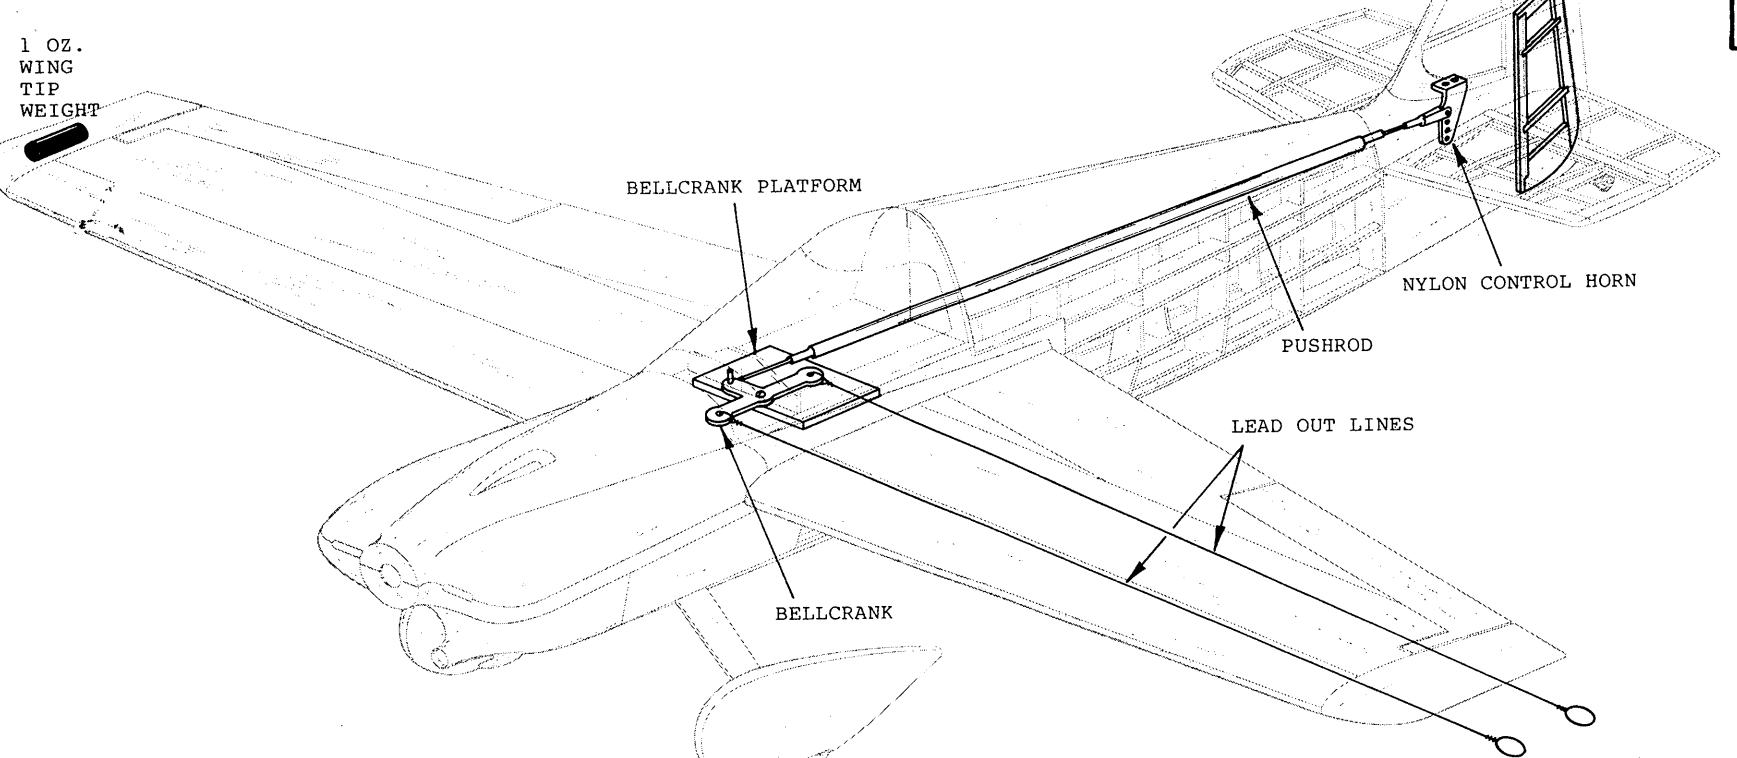 1 OZ.
WING
TIP
WEIGHT
BELLCRANK PLATFORM
NYLON CONTROL HORN
PUSHROD
LEAD OUT LINES
BELLCRANK